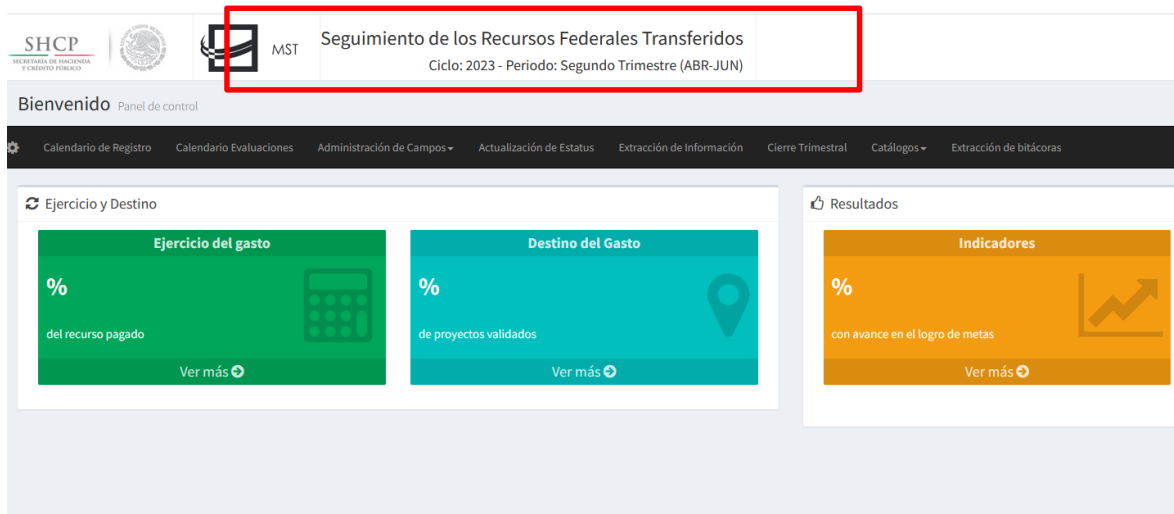 SHCP
SECRETARÍA DE HACIENDA
Y CRÉDITO PÚBLICO
MST
Seguimiento de los Recursos Federales Transferidos
Ciclo: 2023 - Periodo: Segundo Trimestre (ABR-JUN)
Bienvenido Panel de control
Calendario de Registro Calendario Evaluaciones Administración de Campos Actualización de Estatus Extracción de Información Cierre Trimestral Catálogos Extracción de bitácoras
Ejercicio y Destino
Ejercicio del gasto
%
del recurso pagado
Ver más
Destino del Gasto
%
de proyectos validados
Ver más
Resultados
Indicadores
%
con avance en el logro de metas
Ver más